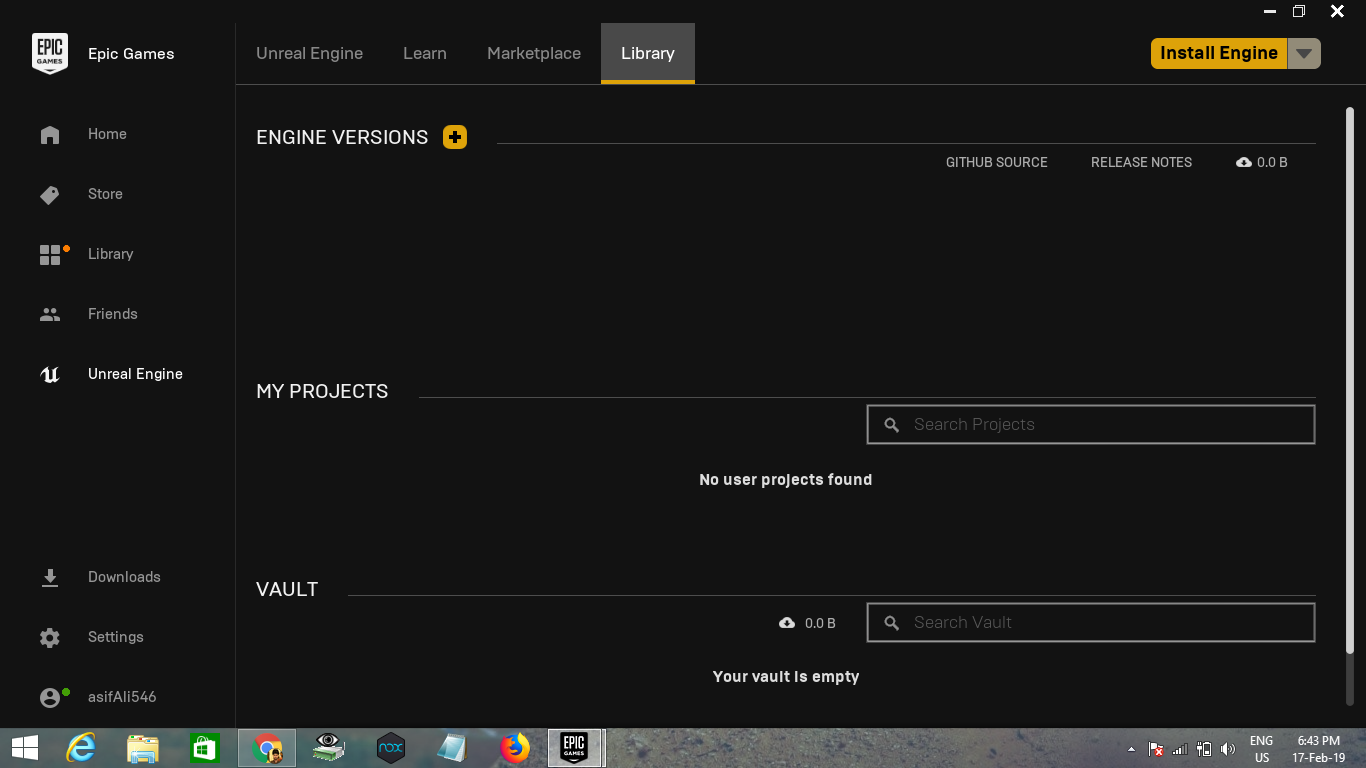 EPIC GAMES
Epic Games
Unreal Engine
Learn
Marketplace
Library
Install Engine
Home
Store
Library
Friends
Unreal Engine
Downloads
Settings
asifAli546
ENGINE VERSIONS
GITHUB SOURCE
RELEASE NOTES
0.0 B
MY PROJECTS
Search Projects
No user projects found
VAULT
0.0 B
Search Vault
Your vault is empty
nox
EPIC GAMES
ENG
US
6:43 PM
17-Feb-19